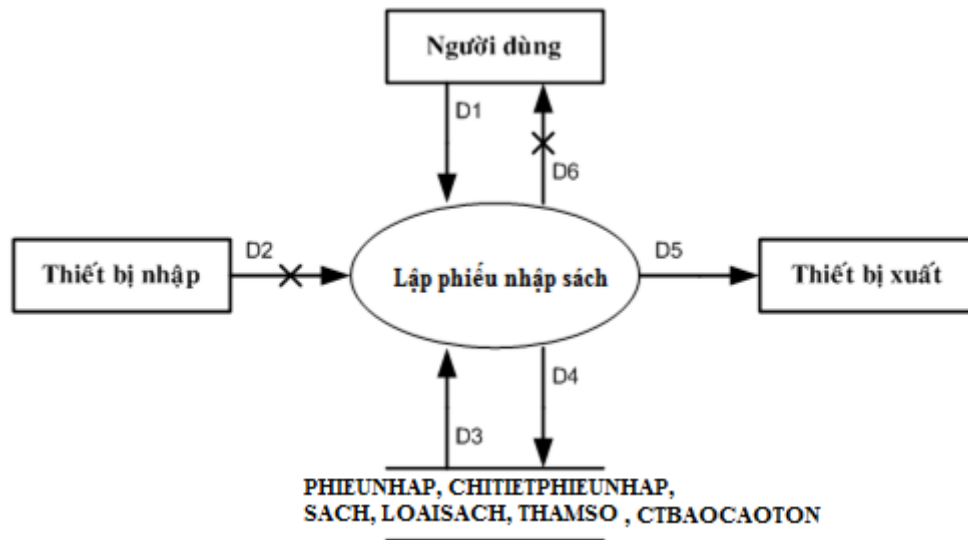 Người dùng
D1
D6
D2
D5
Thiết bị nhập
Lập phiếu nhập sách
Thiết bị xuất
D4
D3
PHIEUNHAP, CHITIETPHIEUNHAP,
SACH, LOAISACH, THAMSO , CTBAOCAOTON